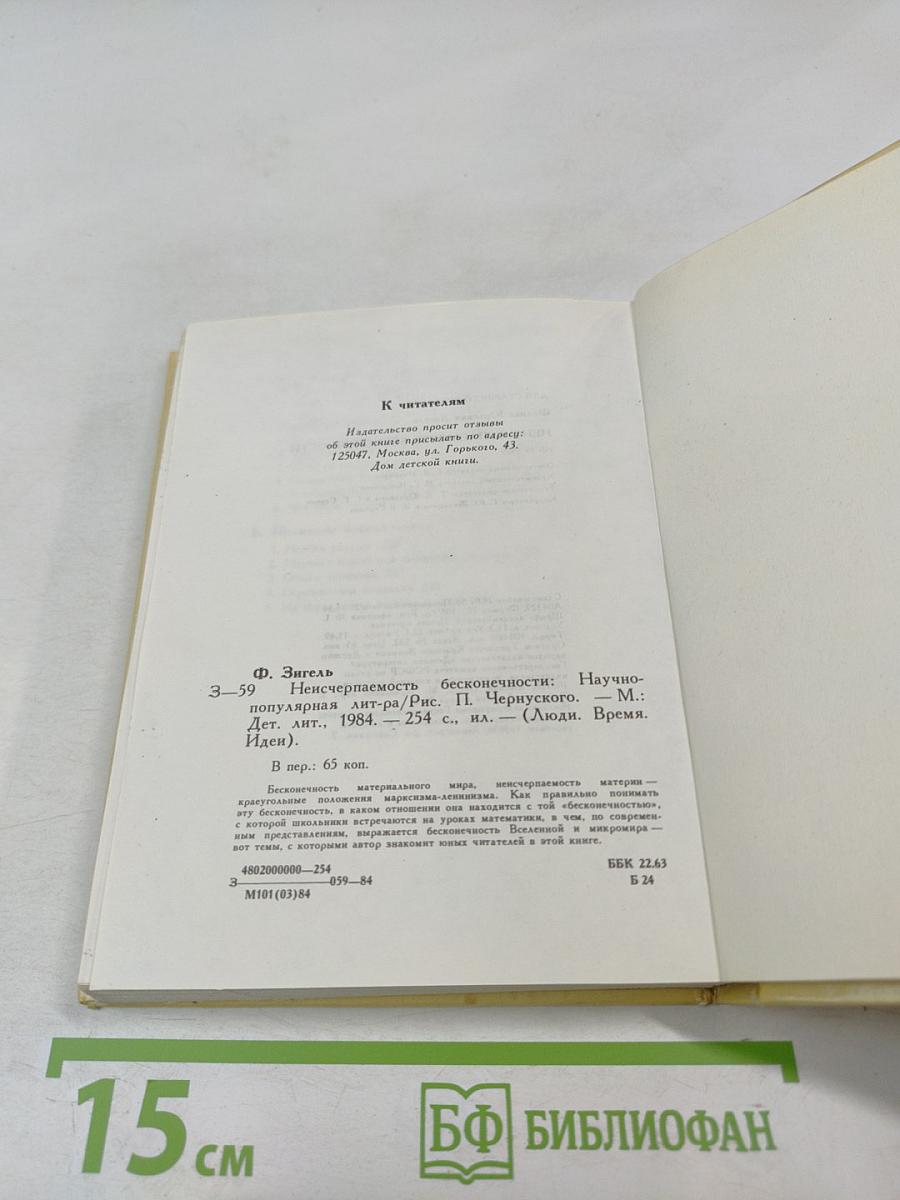 К читателям
Издательство просит отзывы
об этой книге присылать по адресу:
125047, Москва, ул. Горького, 43.
Дом детской книги.
Ф. Зигель
З—59 Неисчерпаемость бесконечности: Научно-
популярная лит-ра/Рис. П. Чернуского. — М.:
Дет. лит., 1984. — 254 с., ил. — (Люди. Время.
Идеи).
В пер.: 65 коп.
Бесконечность материального мира, неисчерпаемость материи —
краеугольные положения марксизма-ленинизма. Как правильно понимать
эту бесконечность, в каком отношении она находится с той «бесконечностью»,
с которой школьники встречаются на уроках математики, в чем, по современ-
ным представлениям, выражается бесконечность Вселенной и микромира —
вот темы, с которыми автор знакомит юных читателей в этой книге.
4802000000—254
З————059—84
М101(03)84
ББК 22.63
Б 24
15 см
БФ БИБЛИОФАН